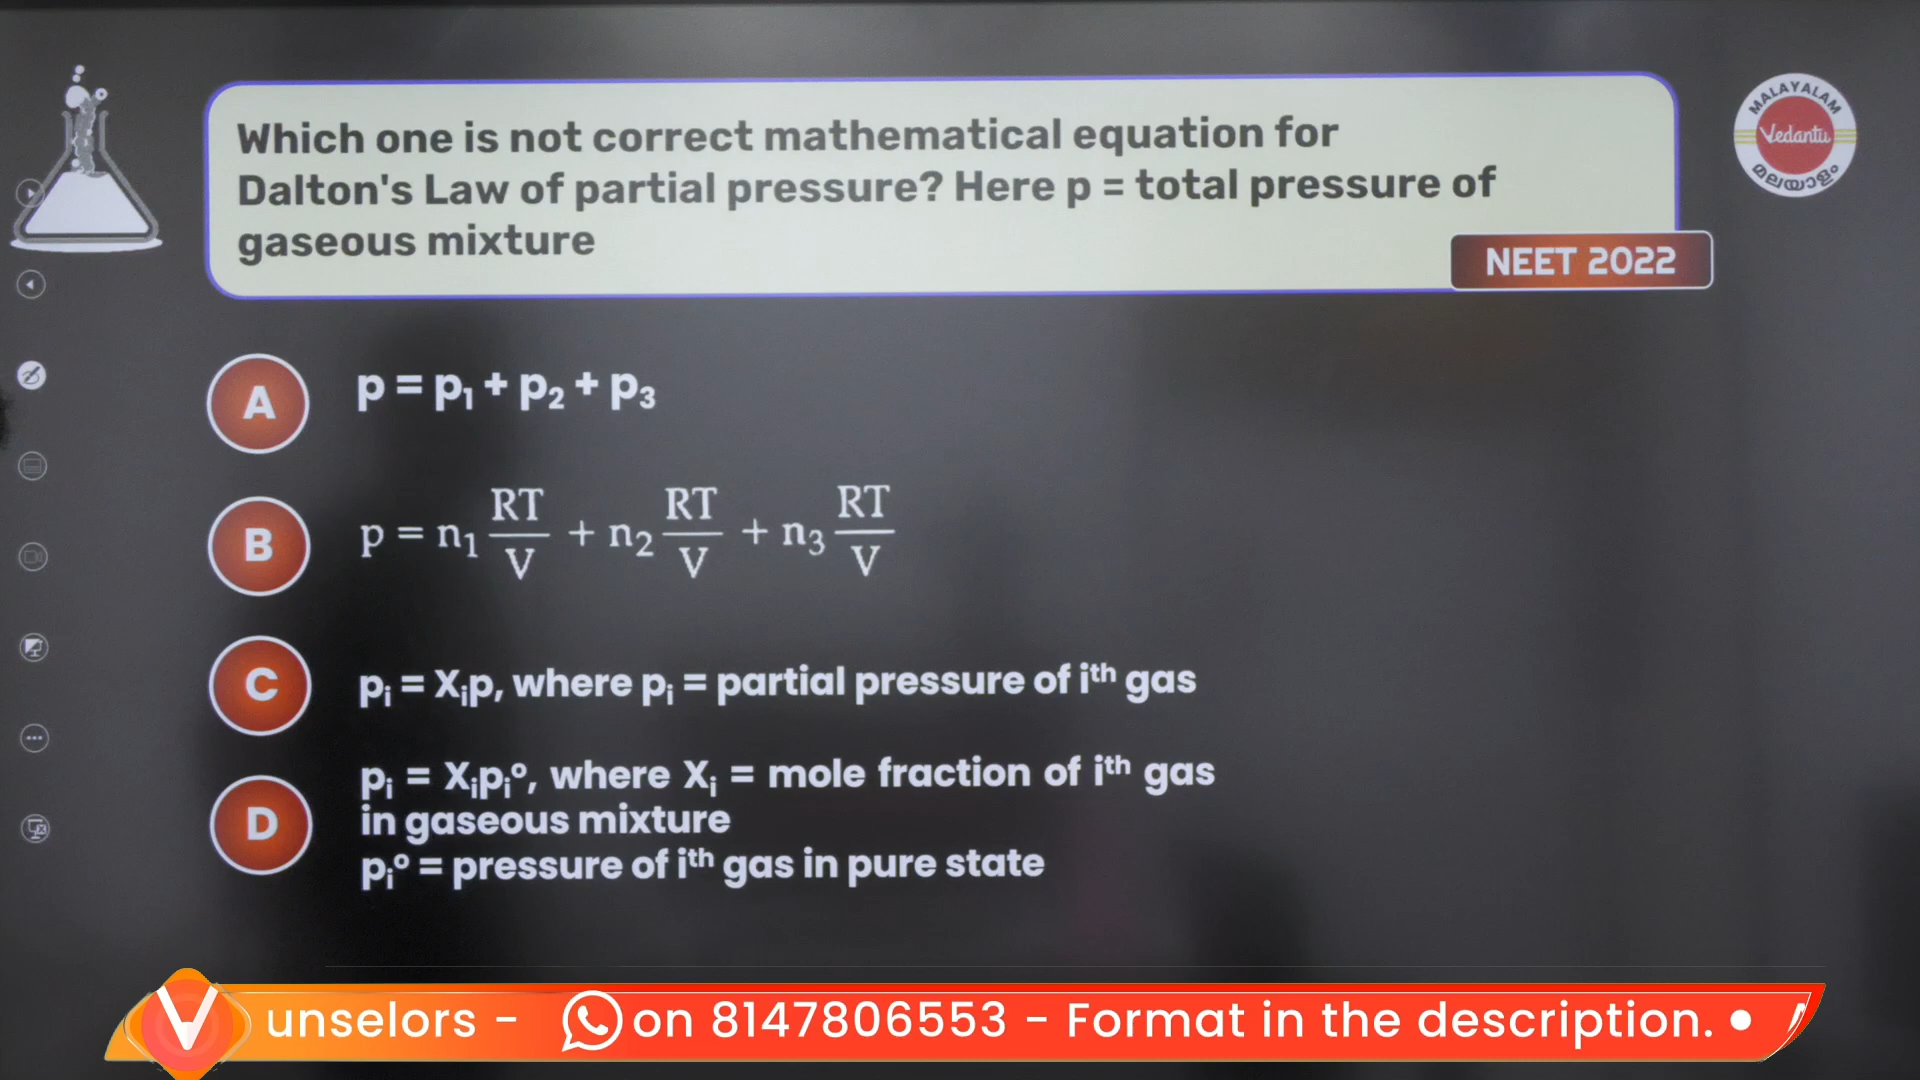 Which one is not correct mathematical equation for
Dalton's Law of partial pressure? Here p = total pressure of
gaseous mixture
NEET 2022
MALAYALAM
Vedantu
മലയാളം
A
p = p₁ + p₂ + p₃
B
p = n₁ RT/V + n₂ RT/V + n₃ RT/V
C
pᵢ = Xᵢp, where pᵢ = partial pressure of iᵗʰ gas
D
pᵢ = Xᵢpᵢ⁰, where Xᵢ = mole fraction of iᵗʰ gas
in gaseous mixture
pᵢ⁰ = pressure of iᵗʰ gas in pure state
unselors - on 8147806553 - Format in the description. •